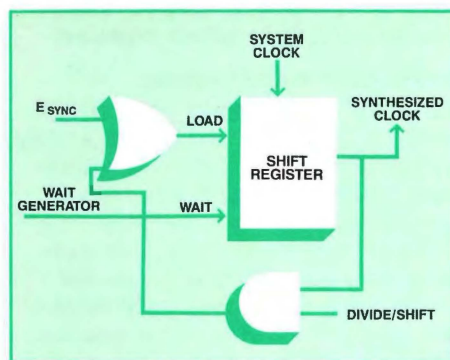 SYSTEM
CLOCK
SYNTHESIZED
CLOCK
E SYNC
LOAD
SHIFT
REGISTER
WAIT
GENERATOR
WAIT
DIVIDE/SHIFT